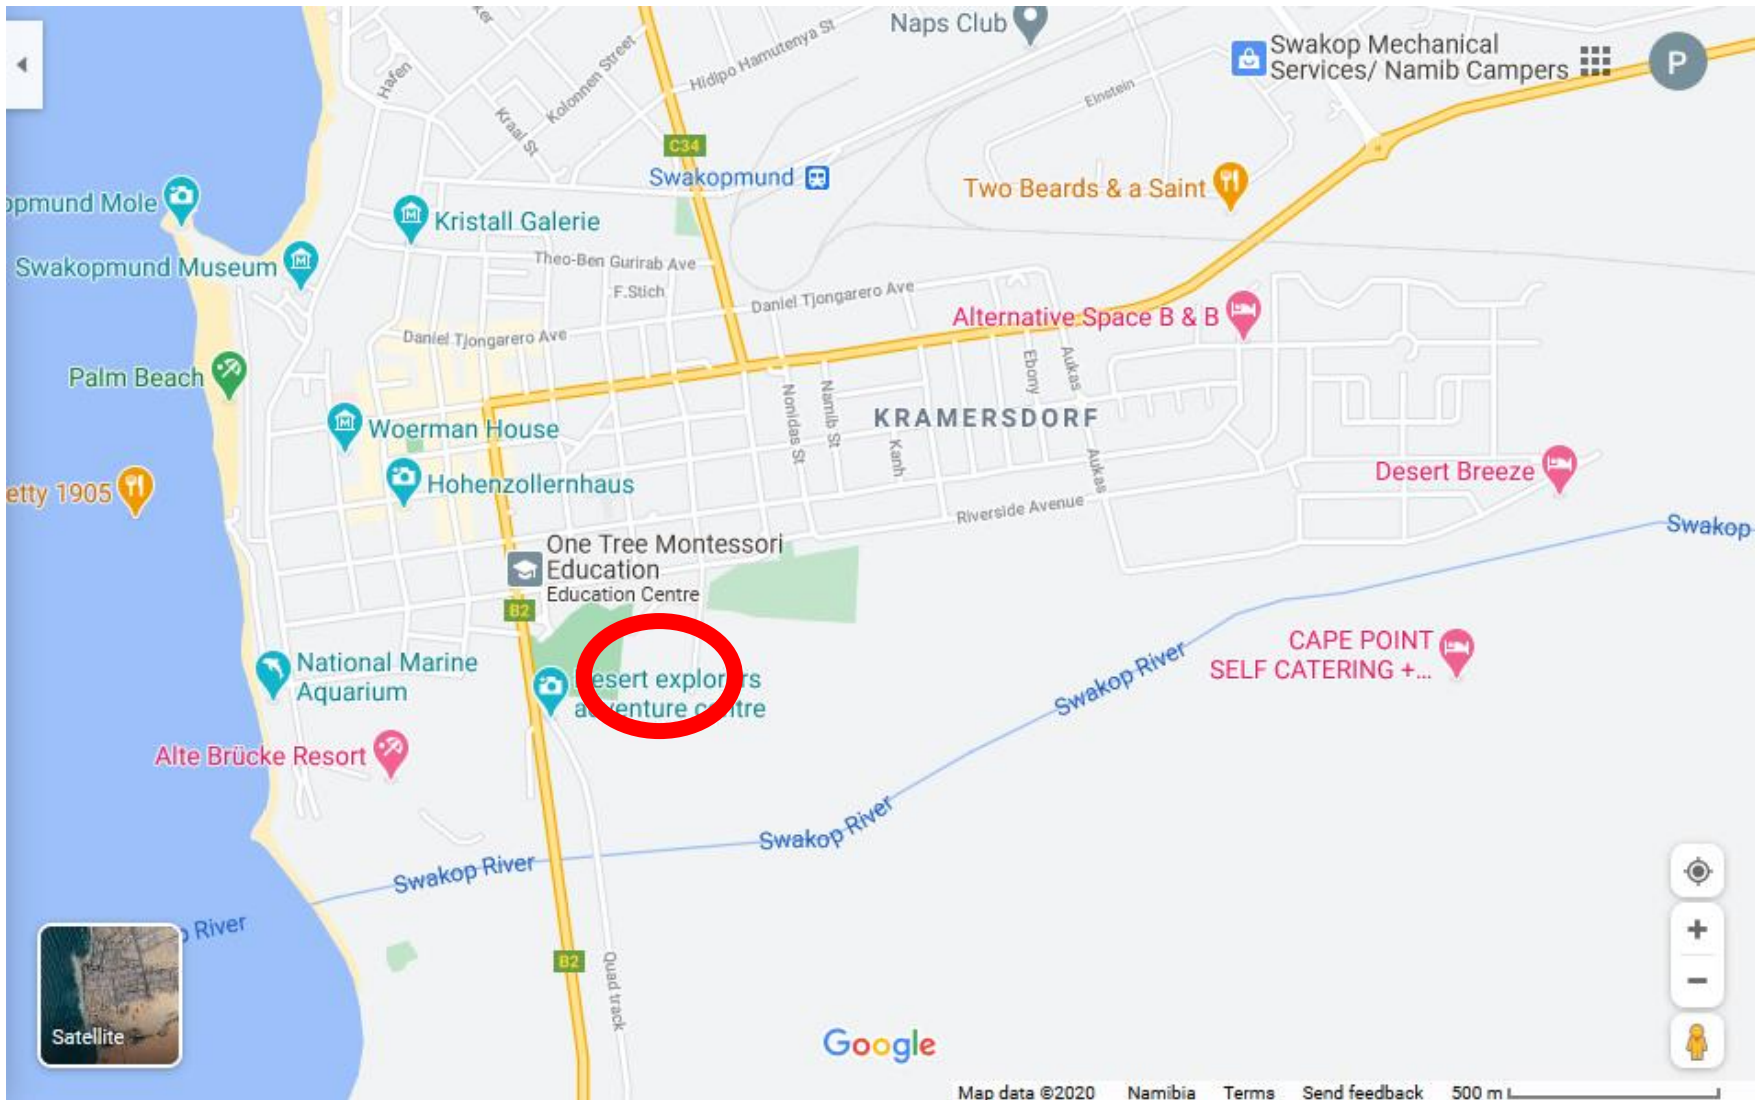 Naps Club
Swakop Mechanical
Services/ Namib Campers
P
Hafen
Kolonnen Street
Hidipo Hamutenya St
Kraal St
Einstein
C34
Swakopmund
Two Beards & a Saint
opmund Mole
Kristall Galerie
Swakopmund Museum
Theo-Ben Gurirab Ave
F.Stich
Daniel Tjongarero Ave
Daniel Tjongarero Ave
Alternative Space B & B
Palm Beach
Ebony
Aukas
Nonidas St
Namib St
KRAMERSDORF
Kanh
Aukas
Woerman House
Hohenzollernhaus
etty 1905
Desert Breeze
Riverside Avenue
Swakop
One Tree Montessori
Education
Education Centre
B2
National Marine
Aquarium
esert explorers
adventure centre
CAPE POINT
SELF CATERING +...
Swakop River
Alte Brücke Resort
Swakop River
Swakop River
River
B2
Quad track
Satellite
Google
Map data ©2020 Namibia Terms Send feedback 500 m